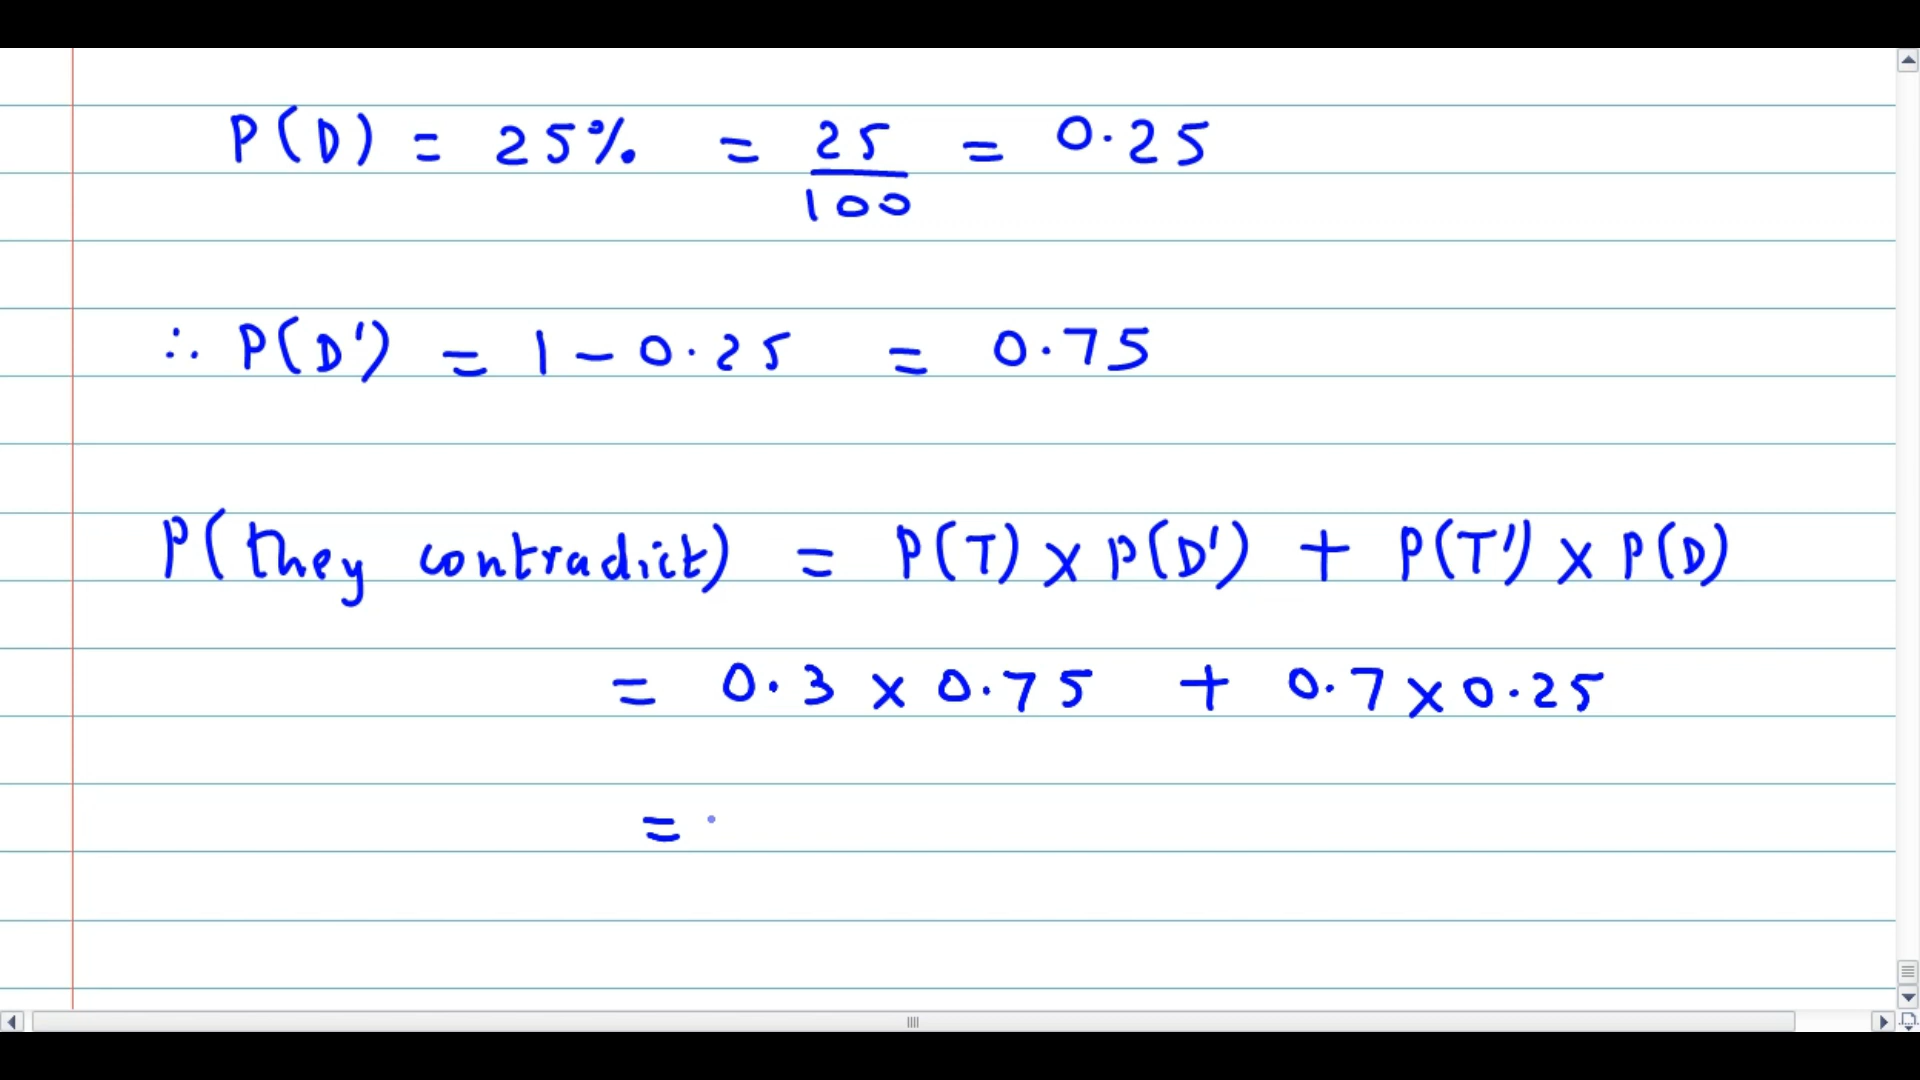 P(D) = 25% = 25/100 = 0.25
∴ P(D') = 1 - 0.25 = 0.75
P(they contradict) = P(T) x P(D') + P(T') x P(D)
= 0.3 x 0.75 + 0.7 x 0.25
=